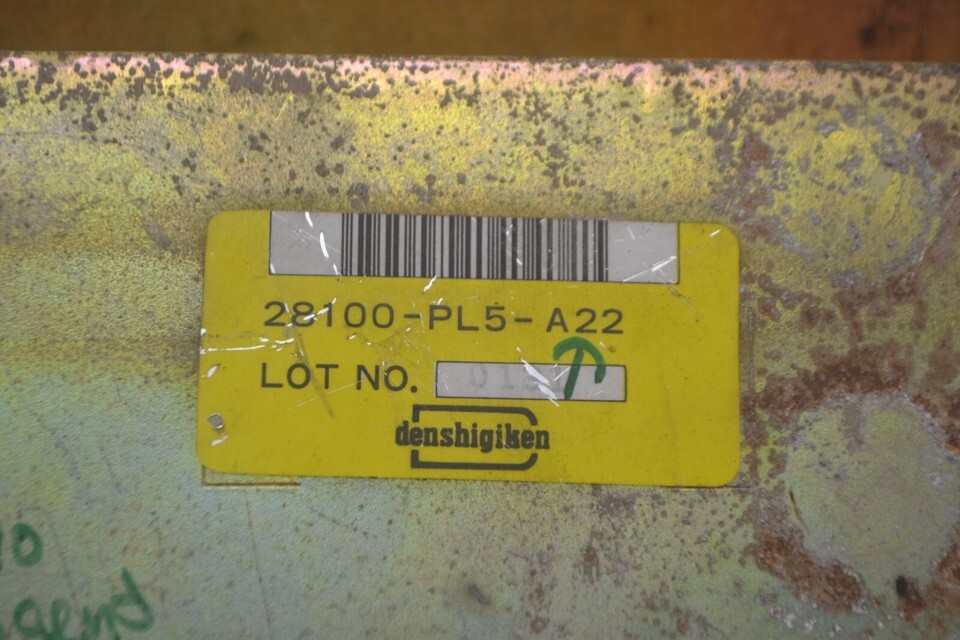 28100-PL5-A22
LOT NO.
denshigiken